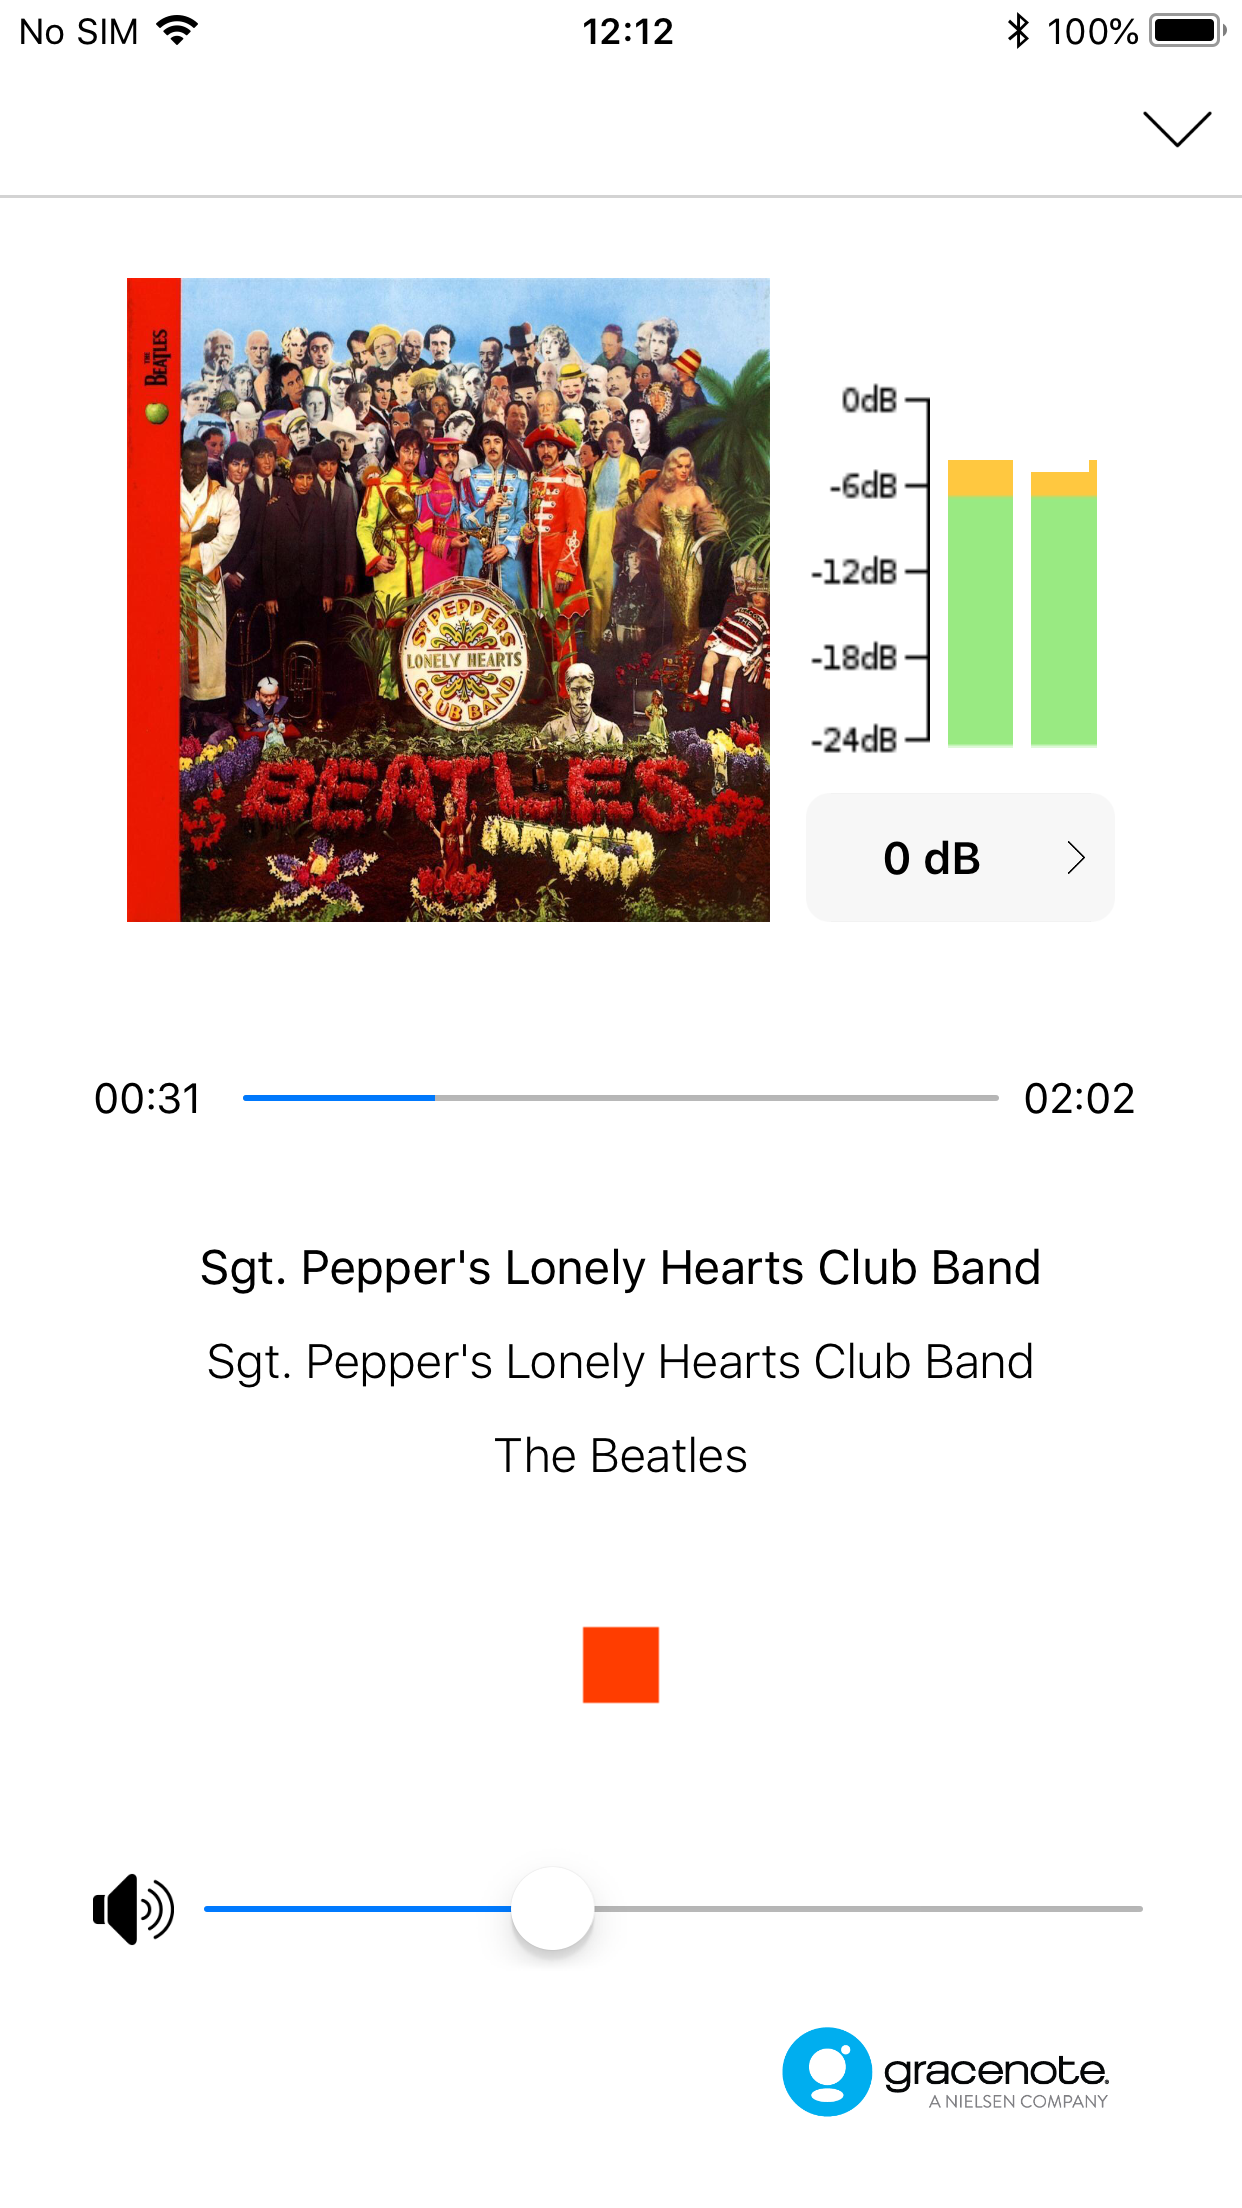 No SIM 12:12 100%
THE
BEATLES
0dB
-6dB
-12dB
-18dB
-24dB
SGT PEPPERS
LONELY HEARTS
CLUB BAND
BEATLES
0 dB
00:31 02:02
Sgt. Pepper's Lonely Hearts Club Band
Sgt. Pepper's Lonely Hearts Club Band
The Beatles
gracenote.
A NIELSEN COMPANY